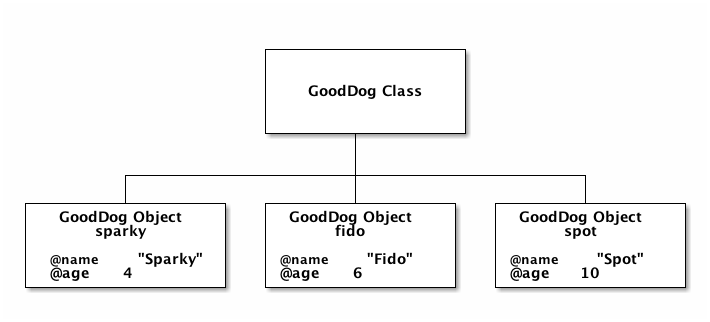 GoodDog Class
GoodDog Object
sparky
@name "Sparky"
@age 4
GoodDog Object
fido
@name "Fido"
@age 6
GoodDog Object
spot
@name "Spot"
@age 10